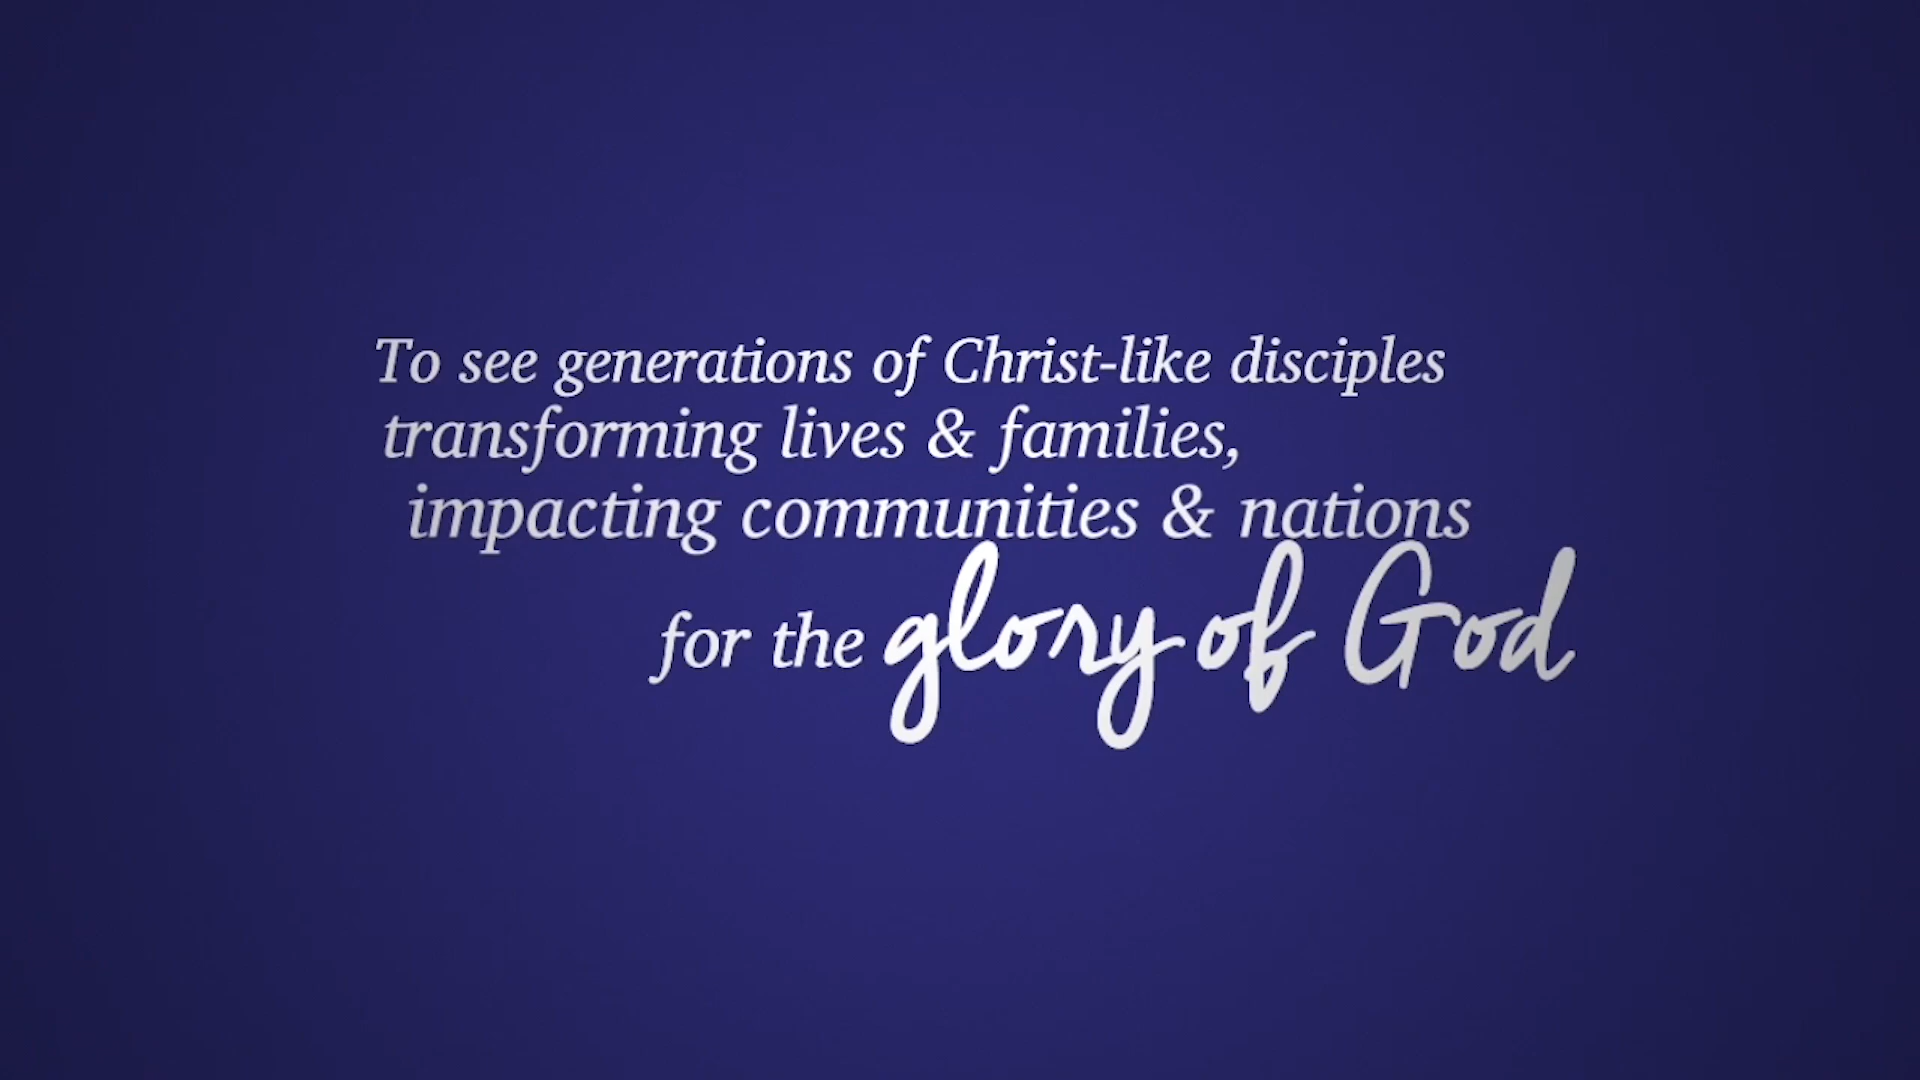 To see generations of Christ-like disciples
transforming lives & families,
impacting communities & nations
for the glory of God